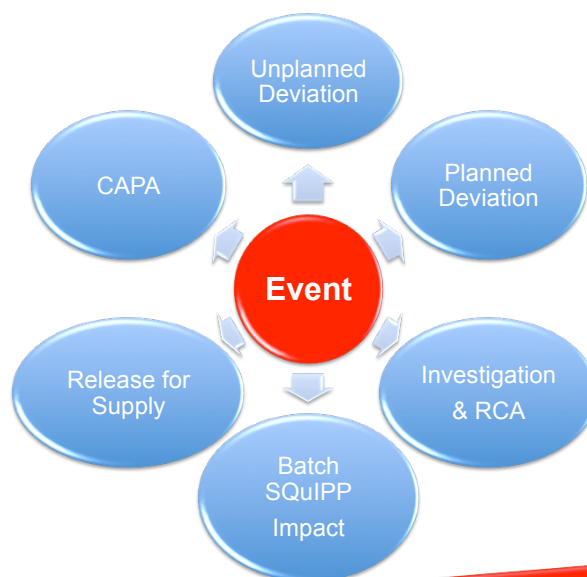 Unplanned
Deviation
CAPA
Planned
Deviation
Event
Release for
Supply
Investigation
& RCA
Batch
SQuIPP
Impact